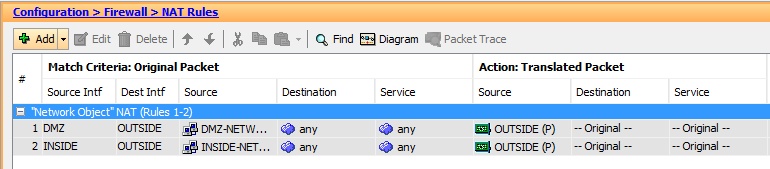 Configuration > Firewall > NAT Rules
Add Edit Delete Find Diagram Packet Trace
# Match Criteria: Original Packet Action: Translated Packet
Source Intf Dest Intf Source Destination Service Source Destination Service
"Network Object" NAT (Rules 1-2)
1 DMZ OUTSIDE DMZ-NETW... any any OUTSIDE (P) -- Original -- -- Original --
2 INSIDE OUTSIDE INSIDE-NET... any any OUTSIDE (P) -- Original -- -- Original --